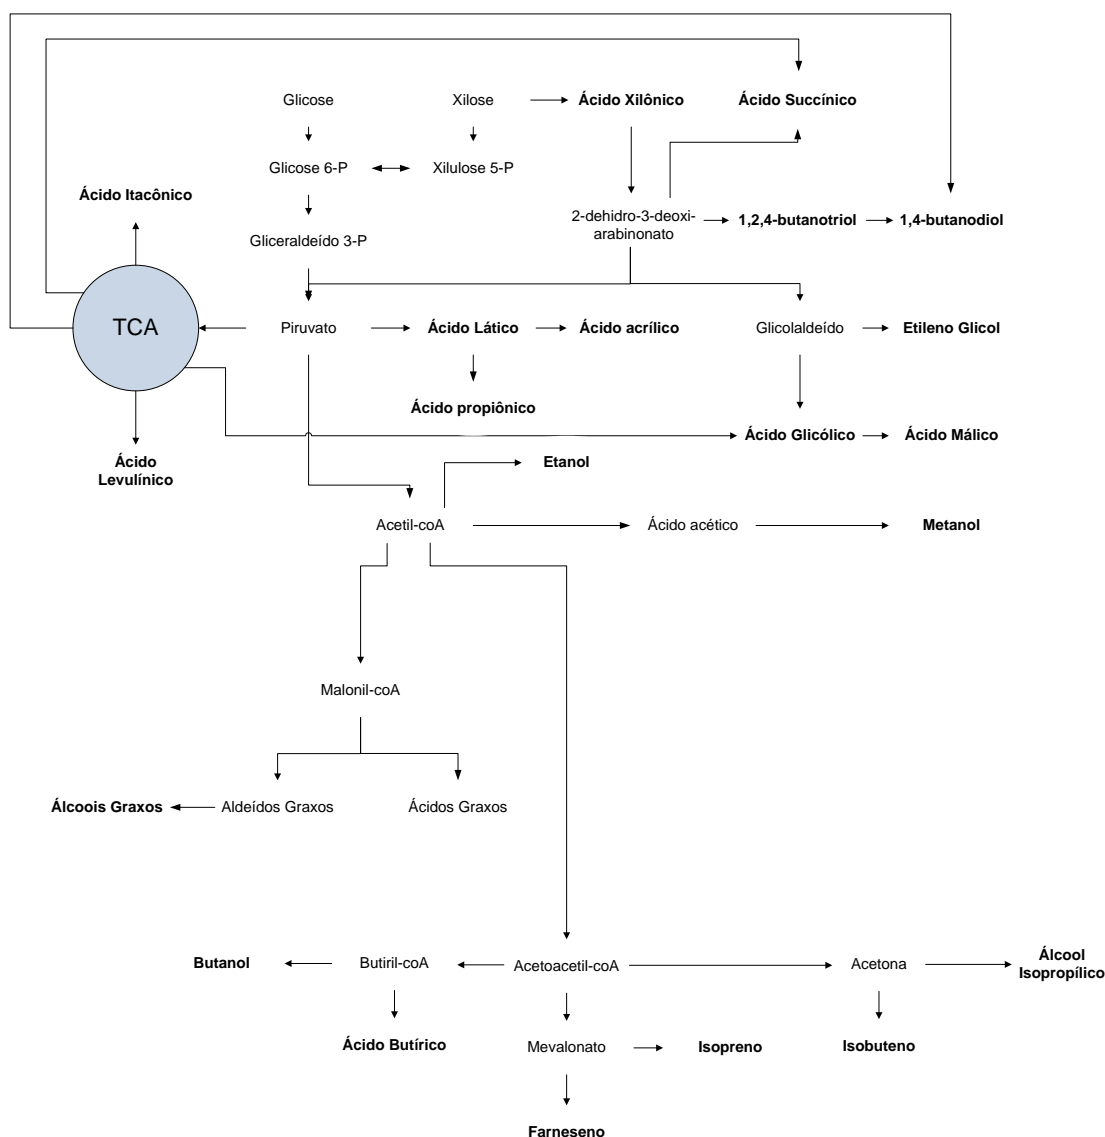 Glicose
Xilose
Ácido Xilônico
Ácido Succínico
Glicose 6-P
Xilulose 5-P
Ácido Itacônico
2-dehidro-3-deoxi-
arabinonato
1,2,4-butanotriol
1,4-butanodiol
Gliceraldeído 3-P
TCA
Piruvato
Ácido Lático
Ácido acrílico
Glicolaldeído
Etileno Glicol
Ácido propiônico
Ácido Glicólico
Ácido Málico
Ácido
Levulínico
Etanol
Acetil-coA
Ácido acético
Metanol
Malonil-coA
Álcoois Graxos
Aldeídos Graxos
Ácidos Graxos
Butanol
Butiril-coA
Acetoacetil-coA
Acetona
Álcool
Isopropílico
Ácido Butírico
Mevalonato
Isopreno
Isobuteno
Farneseno